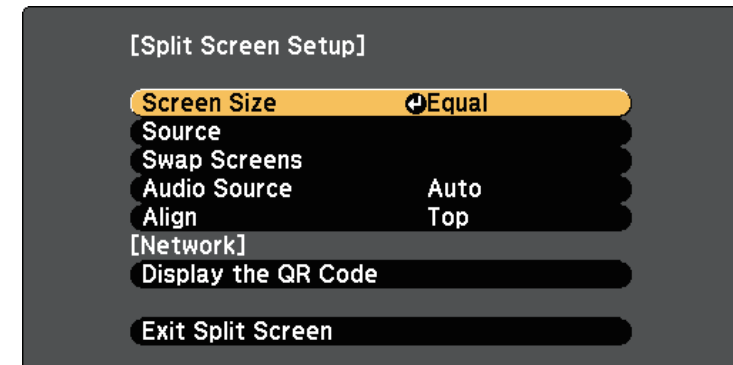 [Split Screen Setup]
Screen Size Equal
Source
Swap Screens
Audio Source Auto
Align Top
[Network]
Display the QR Code
Exit Split Screen